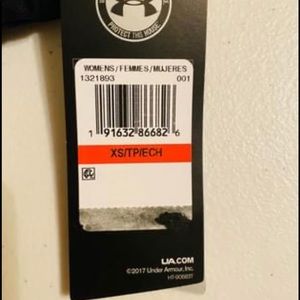 PROTECT THIS HOUSE
WOMENS/FEMMES/MUJERES
1321893 001
1 91632 86682 6
XS/TP/ECH
UA.COM
©2017 Under Armour, Inc.